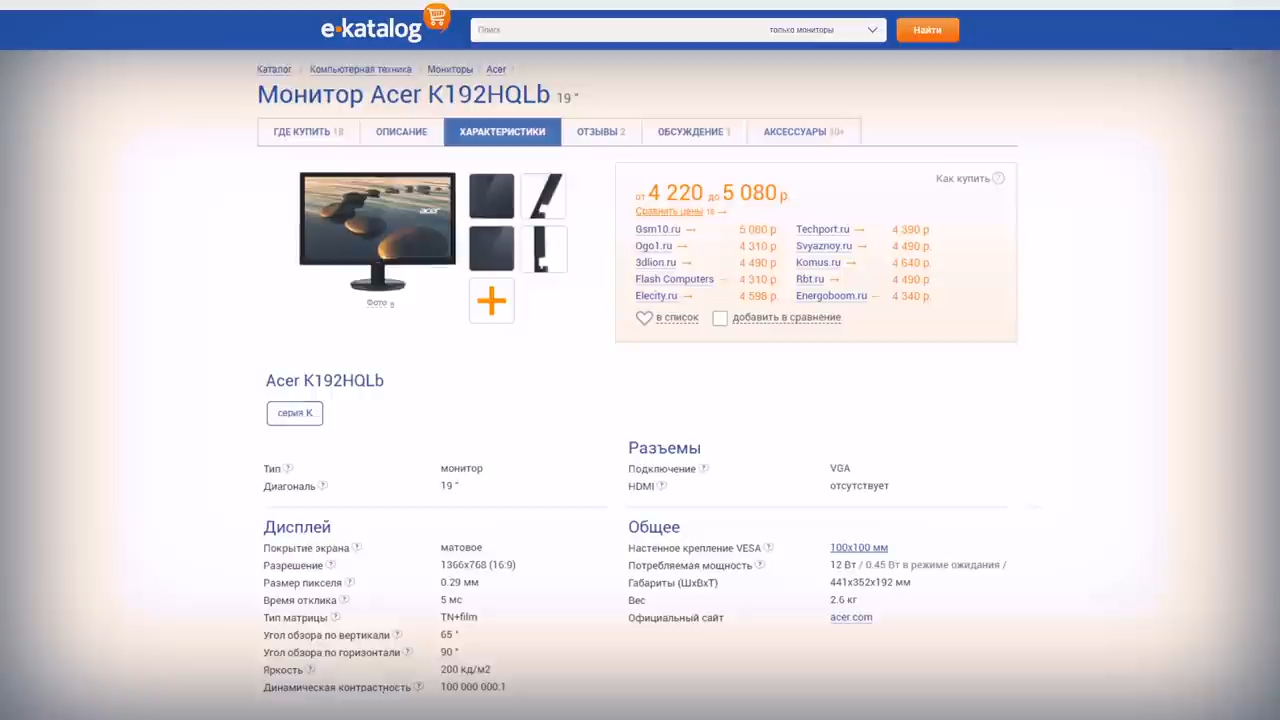 e-katalog
Поиск только мониторы Найти
Каталог / Компьютерная техника / Мониторы / Acer /
Монитор Acer K192HQLb 19 "
ГДЕ КУПИТЬ 18 ОПИСАНИЕ ХАРАКТЕРИСТИКИ ОТЗЫВЫ 2 ОБСУЖДЕНИЕ 1 АКСЕССУАРЫ
acer
Фото
Как купить ?
от 4 220 до 5 080 р.
Сравнить цены 18 →
Gsm10.ru → 5 080 р. Techport.ru → 4 390 р.
Ogo1.ru → 4 310 р. Svyaznoy.ru → 4 490 р.
3dlion.ru → 4 490 р. Komus.ru → 4 640 р.
Flash Computers → 4 310 р. Rbt.ru → 4 490 р.
Elecity.ru → 4 598 р. Energoboom.ru → 4 340 р.
в список добавить в сравнение
Acer K192HQLb
серия K
Тип ? монитор
Диагональ ? 19 "
Разъемы
Подключение ? VGA
HDMI ? отсутствует
Дисплей
Покрытие экрана ? матовое
Разрешение ? 1366x768 (16:9)
Размер пикселя ? 0.29 мм
Время отклика ? 5 мс
Тип матрицы ? TN+film
Угол обзора по вертикали ? 65 °
Угол обзора по горизонтали ? 90 °
Яркость ? 200 кд/м2
Динамическая контрастность ? 100 000 000:1
Общее
Настенное крепление VESA ? 100x100 мм
Потребляемая мощность ? 12 Вт / 0.45 Вт в режиме ожидания /
Габариты (ШхВхТ) 441x352x192 мм
Вес 2.6 кг
Официальный сайт acer.com